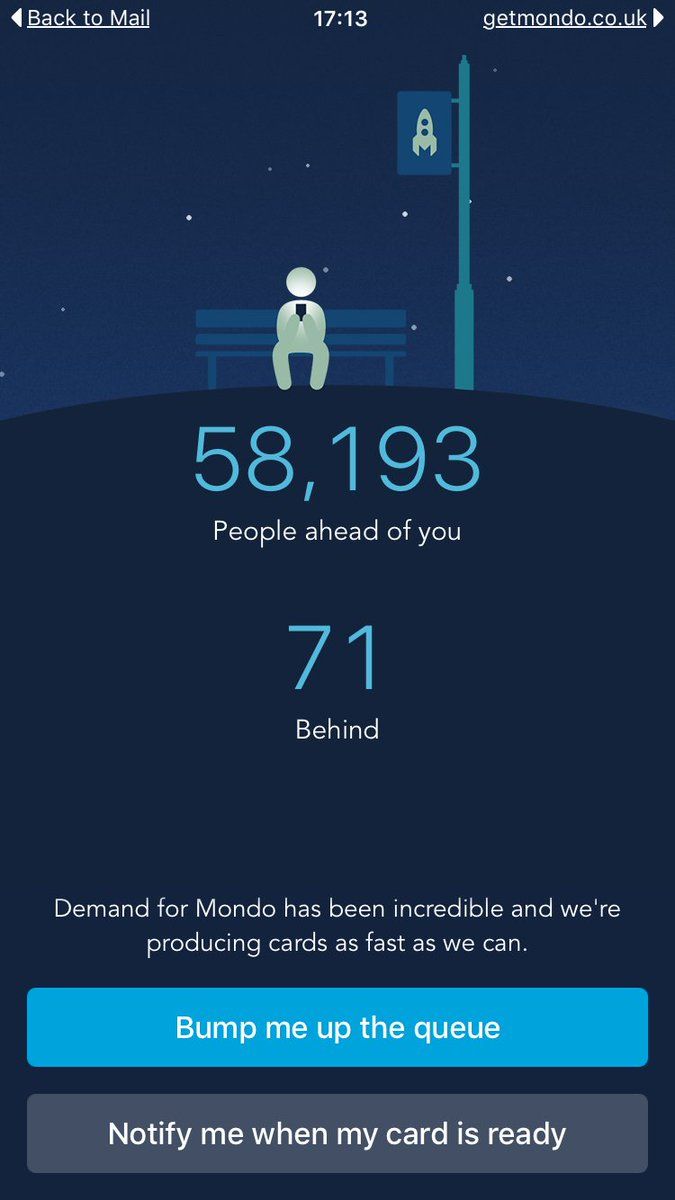 Back to Mail
17:13
getmondo.co.uk
58,193
People ahead of you
71
Behind
Demand for Mondo has been incredible and we're
producing cards as fast as we can.
Bump me up the queue
Notify me when my card is ready